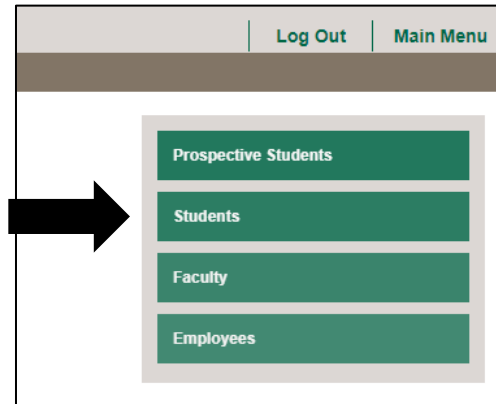 Log Out Main Menu
Prospective Students
Students
Faculty
Employees